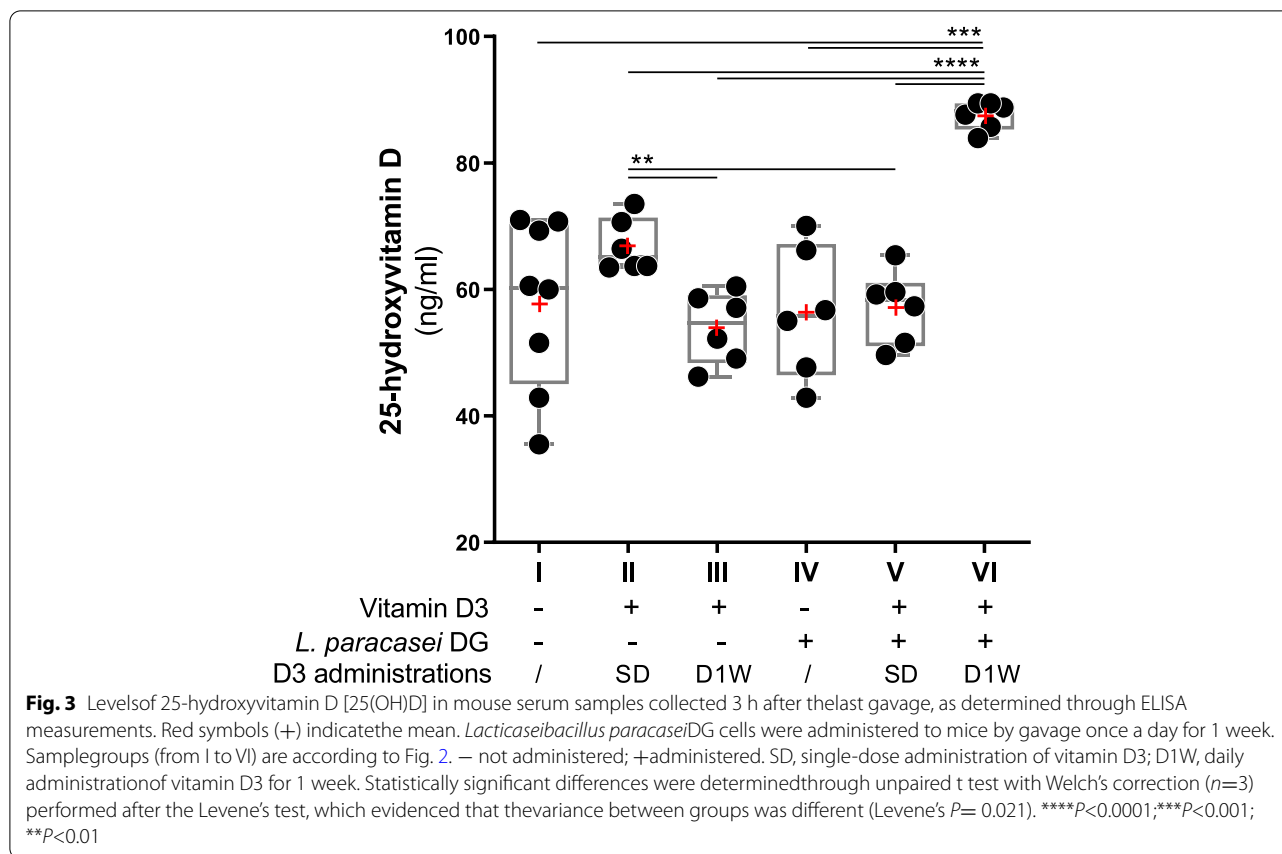 100
***
****
80
**
60
40
20
25-hydroxyvitamin D
(ng/ml)
I II III IV V VI
Vitamin D3 - + + - + +
L. paracasei DG - - - + + +
D3 administrations / SD D1W / SD D1W
Fig. 3 Levelsof 25-hydroxyvitamin D [25(OH)D] in mouse serum samples collected 3 h after thelast gavage, as determined through ELISA
measurements. Red symbols (+) indicatethe mean. Lacticaseibacillus paracaseiDG cells were administered to mice by gavage once a day for 1 week.
Samplegroups (from I to VI) are according to Fig. 2. − not administered; +administered. SD, single-dose administration of vitamin D3; D1W, daily
administrationof vitamin D3 for 1 week. Statistically significant differences were determinedthrough unpaired t test with Welch's correction (n=3)
performed after the Levene's test, which evidenced that thevariance between groups was different (Levene's P= 0.021). ****P<0.0001;***P<0.001;
**P<0.01